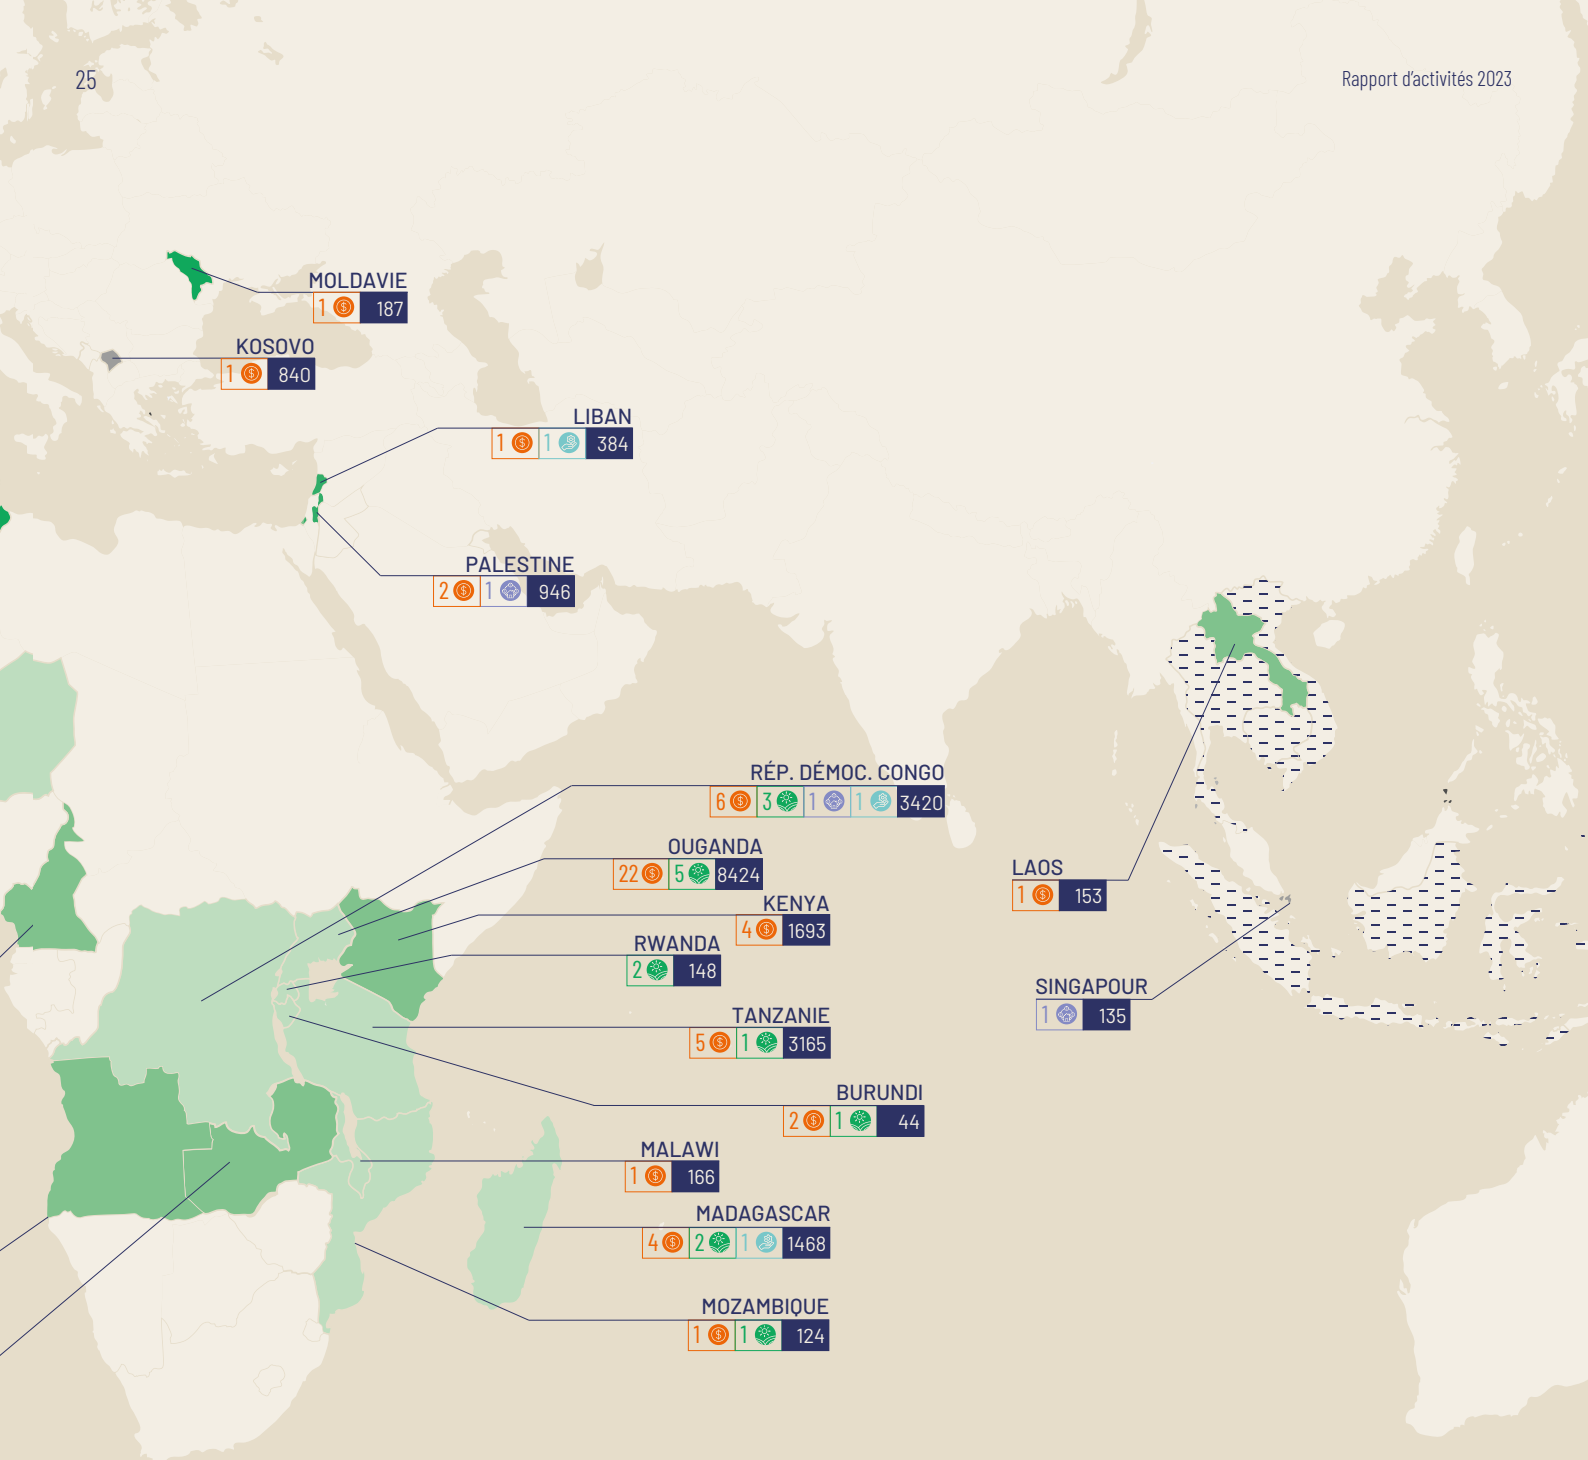 25
Rapport d'activités 2023
MOLDAVIE
1 187
KOSOVO
1 840
LIBAN
1 1 384
PALESTINE
2 1 946
RÉP. DÉMOC. CONGO
6 3 1 1 3420
OUGANDA
22 5 8424
KENYA
4 1693
RWANDA
2 148
TANZANIE
5 1 3165
BURUNDI
2 1 44
MALAWI
1 166
MADAGASCAR
4 2 1 1468
MOZAMBIQUE
1 1 124
LAOS
1 153
SINGAPOUR
1 135